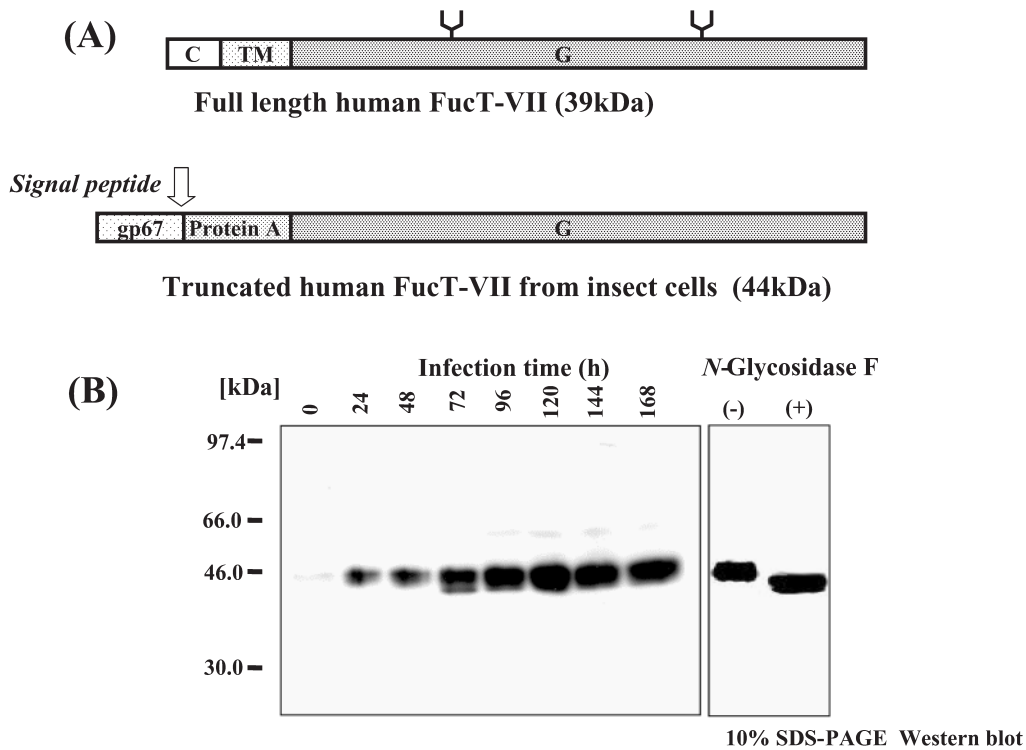 (A)
C TM G
Full length human FucT-VII (39kDa)
Signal peptide
gp67 Protein A G
Truncated human FucT-VII from insect cells (44kDa)
(B)
Infection time (h)
N-Glycosidase F
[kDa]
0 24 48 72 96 120 144 168
(-) (+)
97.4
66.0
46.0
30.0
10% SDS-PAGE Western blot